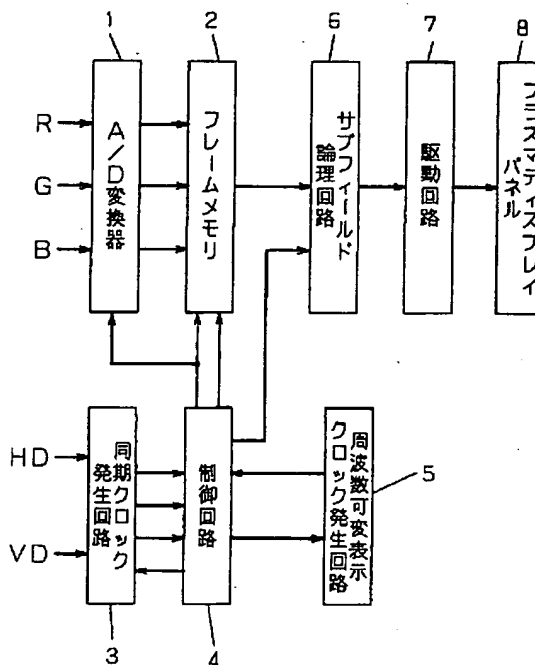 1
2
6
7
8
R
G
B
A/D変換器
フレームメモリ
サブフィールド
論理回路
駆動回路
プラズマディスプレイ
パネル
HD
VD
同期クロック
発生回路
制御回路
周波数可変表示
クロック発生回路
5
3
4